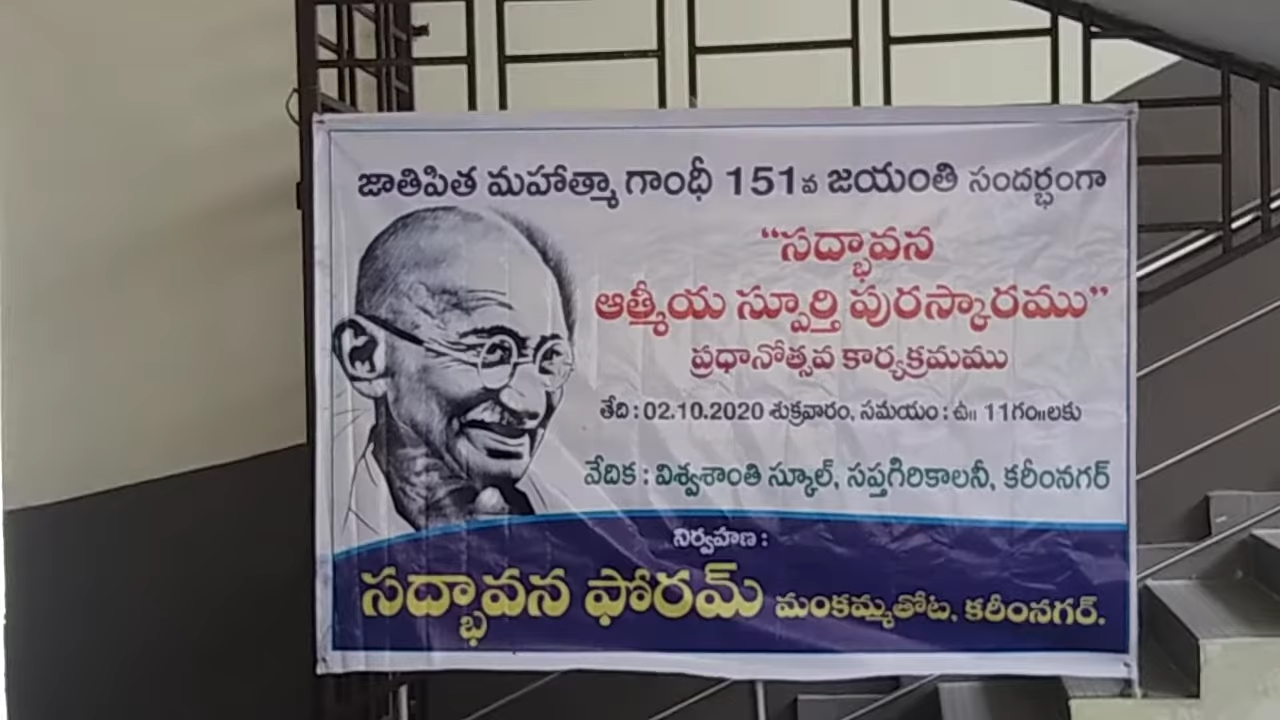 జాతిపిత మహాత్మా గాంధీ 151వ జయంతి సందర్భంగా
“సద్భావన
ఆత్మీయ స్పూర్తి పురస్కారము”
ప్రధానోత్సవ కార్యక్రమము
తేది : 02.10.2020 శుక్రవారం, సమయం : ఉ॥ 11గం॥లకు
వేదిక : విశ్వశాంతి స్కూల్, సప్తగిరికాలనీ, కరీంనగర్
నిర్వహణ :
సద్భావన ఫోరమ్ మంకమ్మతోట, కరీంనగర్.